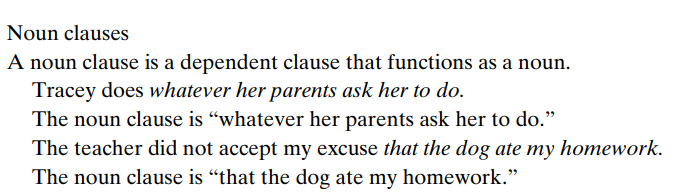 Noun clauses
A noun clause is a dependent clause that functions as a noun.
Tracey does whatever her parents ask her to do.
The noun clause is “whatever her parents ask her to do.”
The teacher did not accept my excuse that the dog ate my homework.
The noun clause is “that the dog ate my homework.”